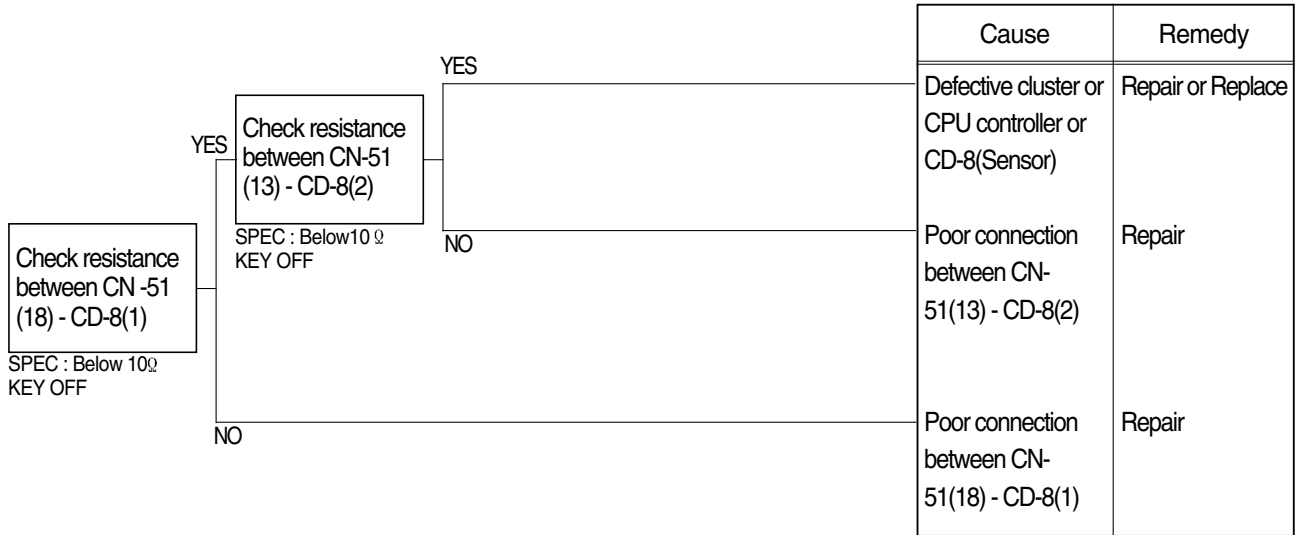 Cause
Remedy
YES
Defective cluster or
CPU controller or
CD-8(Sensor)
Repair or Replace
YES
Check resistance
between CN-51
(13) - CD-8(2)
SPEC : Below10 Ω
KEY OFF
NO
Poor connection
between CN-
51(13) - CD-8(2)
Repair
Check resistance
between CN -51
(18) - CD-8(1)
SPEC : Below 10Ω
KEY OFF
NO
Poor connection
between CN-
51(18) - CD-8(1)
Repair